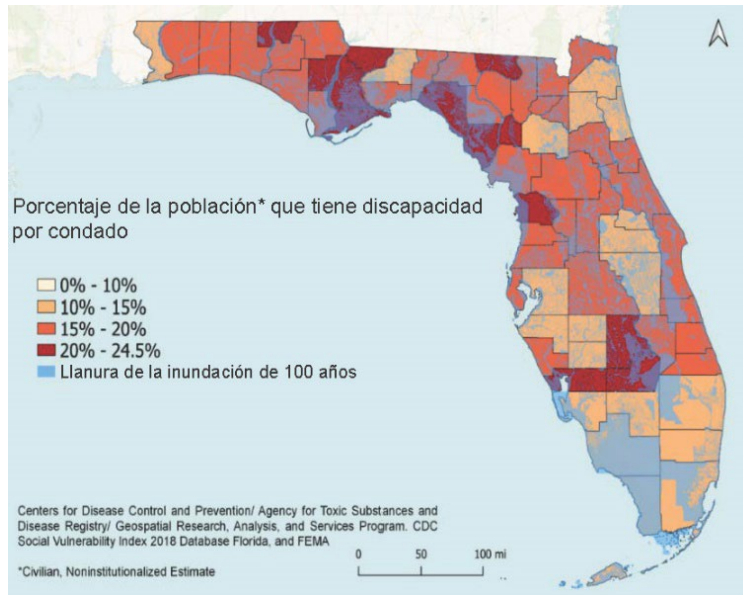 Porcentaje de la población* que tiene discapacidad
por condado
0% - 10%
10% - 15%
15% - 20%
20% - 24.5%
Llanura de la inundación de 100 años
Centers for Disease Control and Prevention/ Agency for Toxic Substances and
Disease Registry/ Geospatial Research, Analysis, and Services Program. CDC
Social Vulnerability Index 2018 Database Florida, and FEMA
*Civilian, Noninstitutionalized Estimate
0 50 100 mi